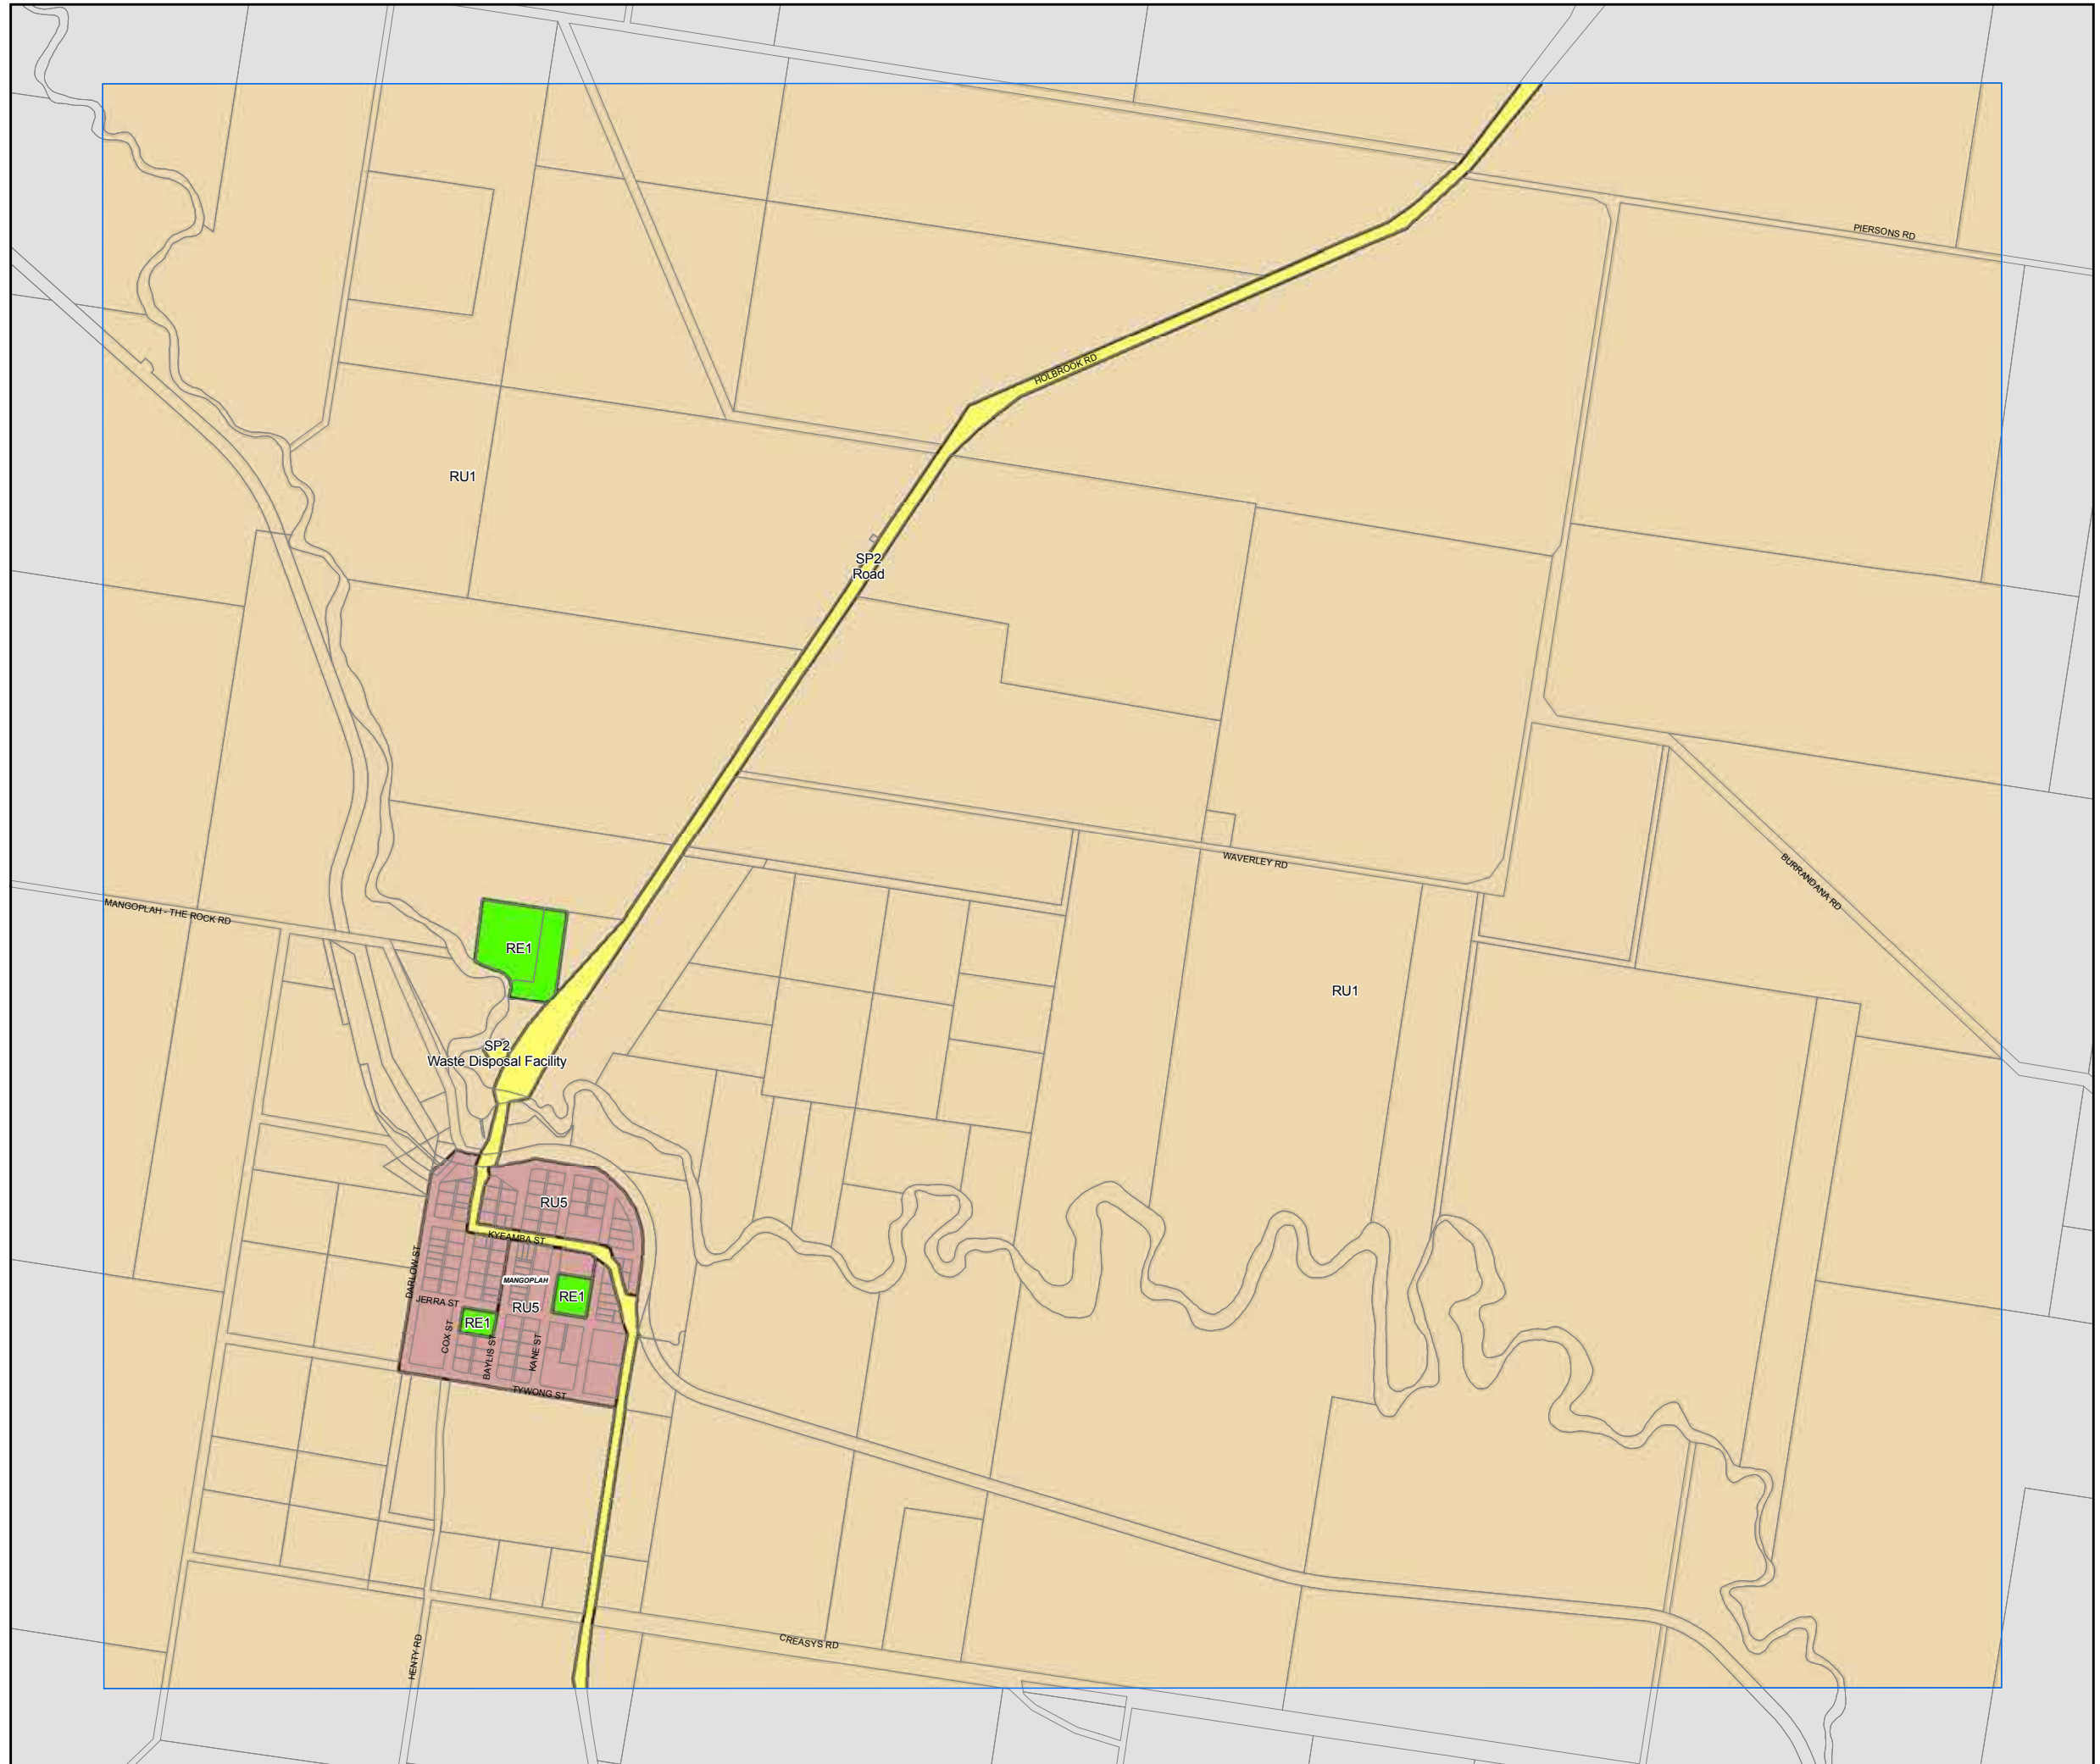 PIERSONS RD
HOLBROOK RD
RU1
SP2
Road
WAVERLEY RD
BURRANDANA RD
MANGOPLAH - THE ROCK RD
RE1
RU1
SP2
Waste Disposal Facility
RU5
KYEAMBA ST
DARLOW ST
MANGOPLAH
RE1
JERRA ST
RU5
RE1
COX ST
BAYLIS ST
KANE ST
TYWONG ST
HENTY RD
CREASYS RD